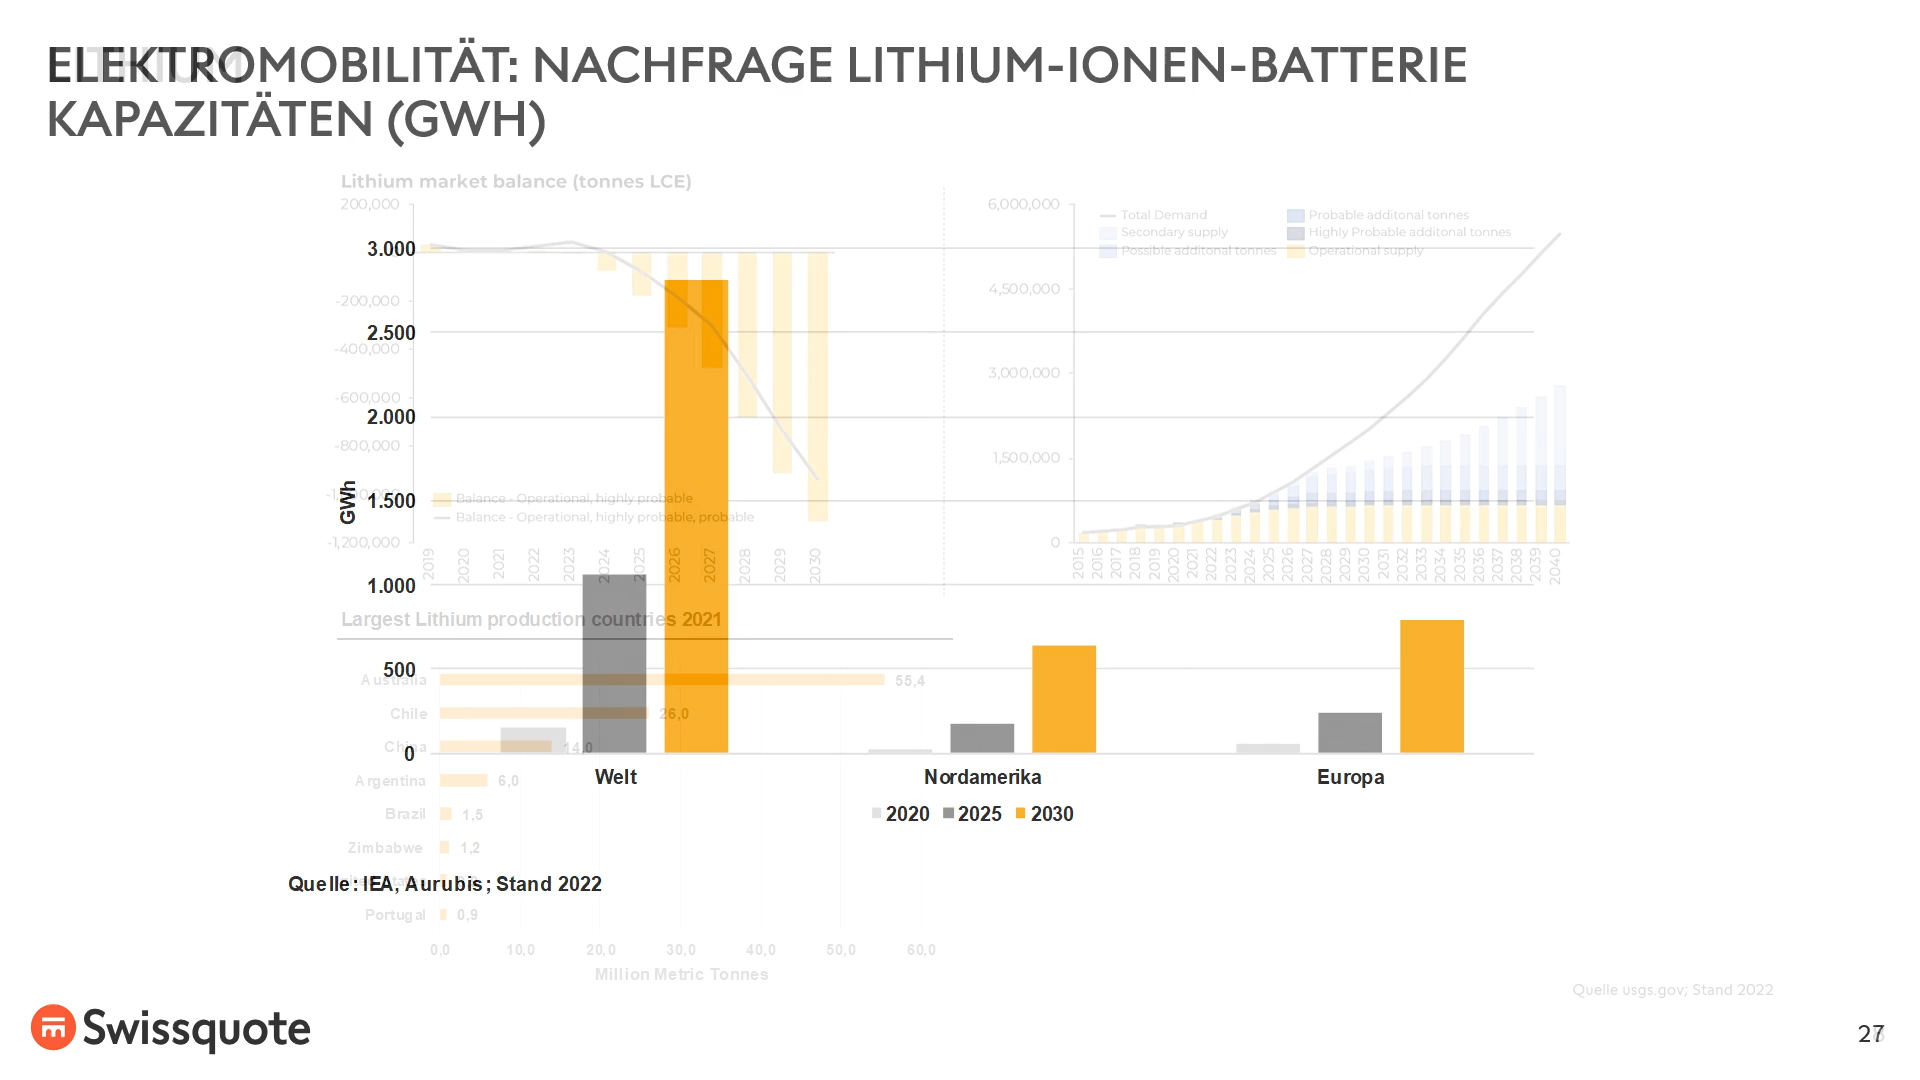 ELEKTROMOBILITÄT: NACHFRAGE LITHIUM-IONEN-BATTERIE
KAPAZITÄTEN (GWH)
LITHIUM
Lithium market balance (tonnes LCE)
200,000
-200,000
-400,000
-600,000
-800,000
-1,200,000
Balance - Operational, highly probable
Balance - Operational, highly probable, probable
2019 2020 2021 2022 2023 2024 2025 2026 2027 2028 2029 2030
6,000,000
4,500,000
3,000,000
1,500,000
0
Total Demand
Secondary supply
Possible additonal tonnes
Probable additonal tonnes
Highly Probable additonal tonnes
Operational supply
2015 2016 2017 2018 2019 2020 2021 2022 2023 2024 2025 2026 2027 2028 2029 2030 2031 2032 2033 2034 2035 2036 2037 2038 2039 2040
GWh
3.000
2.500
2.000
1.500
1.000
500
0
Welt
Nordamerika
Europa
2020 2025 2030
Largest Lithium production countries 2021
Australia 55,4
Chile 26,0
China 14,0
Argentina 6,0
Brazil 1,5
Zimbabwe 1,2
Portugal 0,9
0,0 10,0 20,0 30,0 40,0 50,0 60,0
Million Metric Tonnes
Quelle: IEA, Aurubis; Stand 2022
Quelle usgs.gov; Stand 2022
Swissquote
27